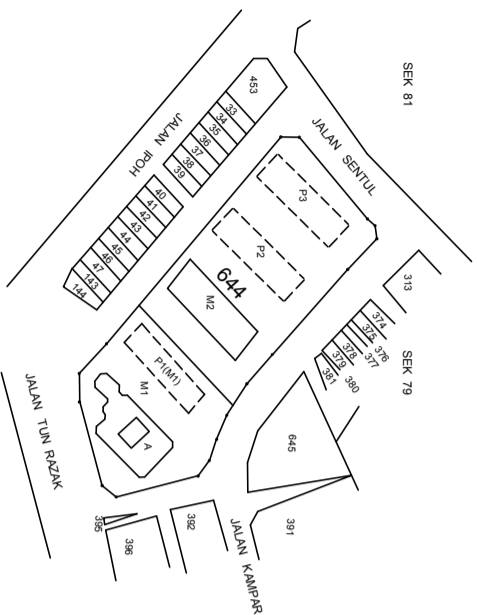 SEK 81
JALAN SENTUL
453
33
34
35
36
37
38
39
JALAN IPOH
40
41
42
43
44
45
46
47
143
144
P3
P2
644
M2
P1(M1)
M1
A
313
374
375
376
377
378
379
380
381
SEK 79
645
391
392
395
396
JALAN KAMPAR
JALAN TUN RAZAK